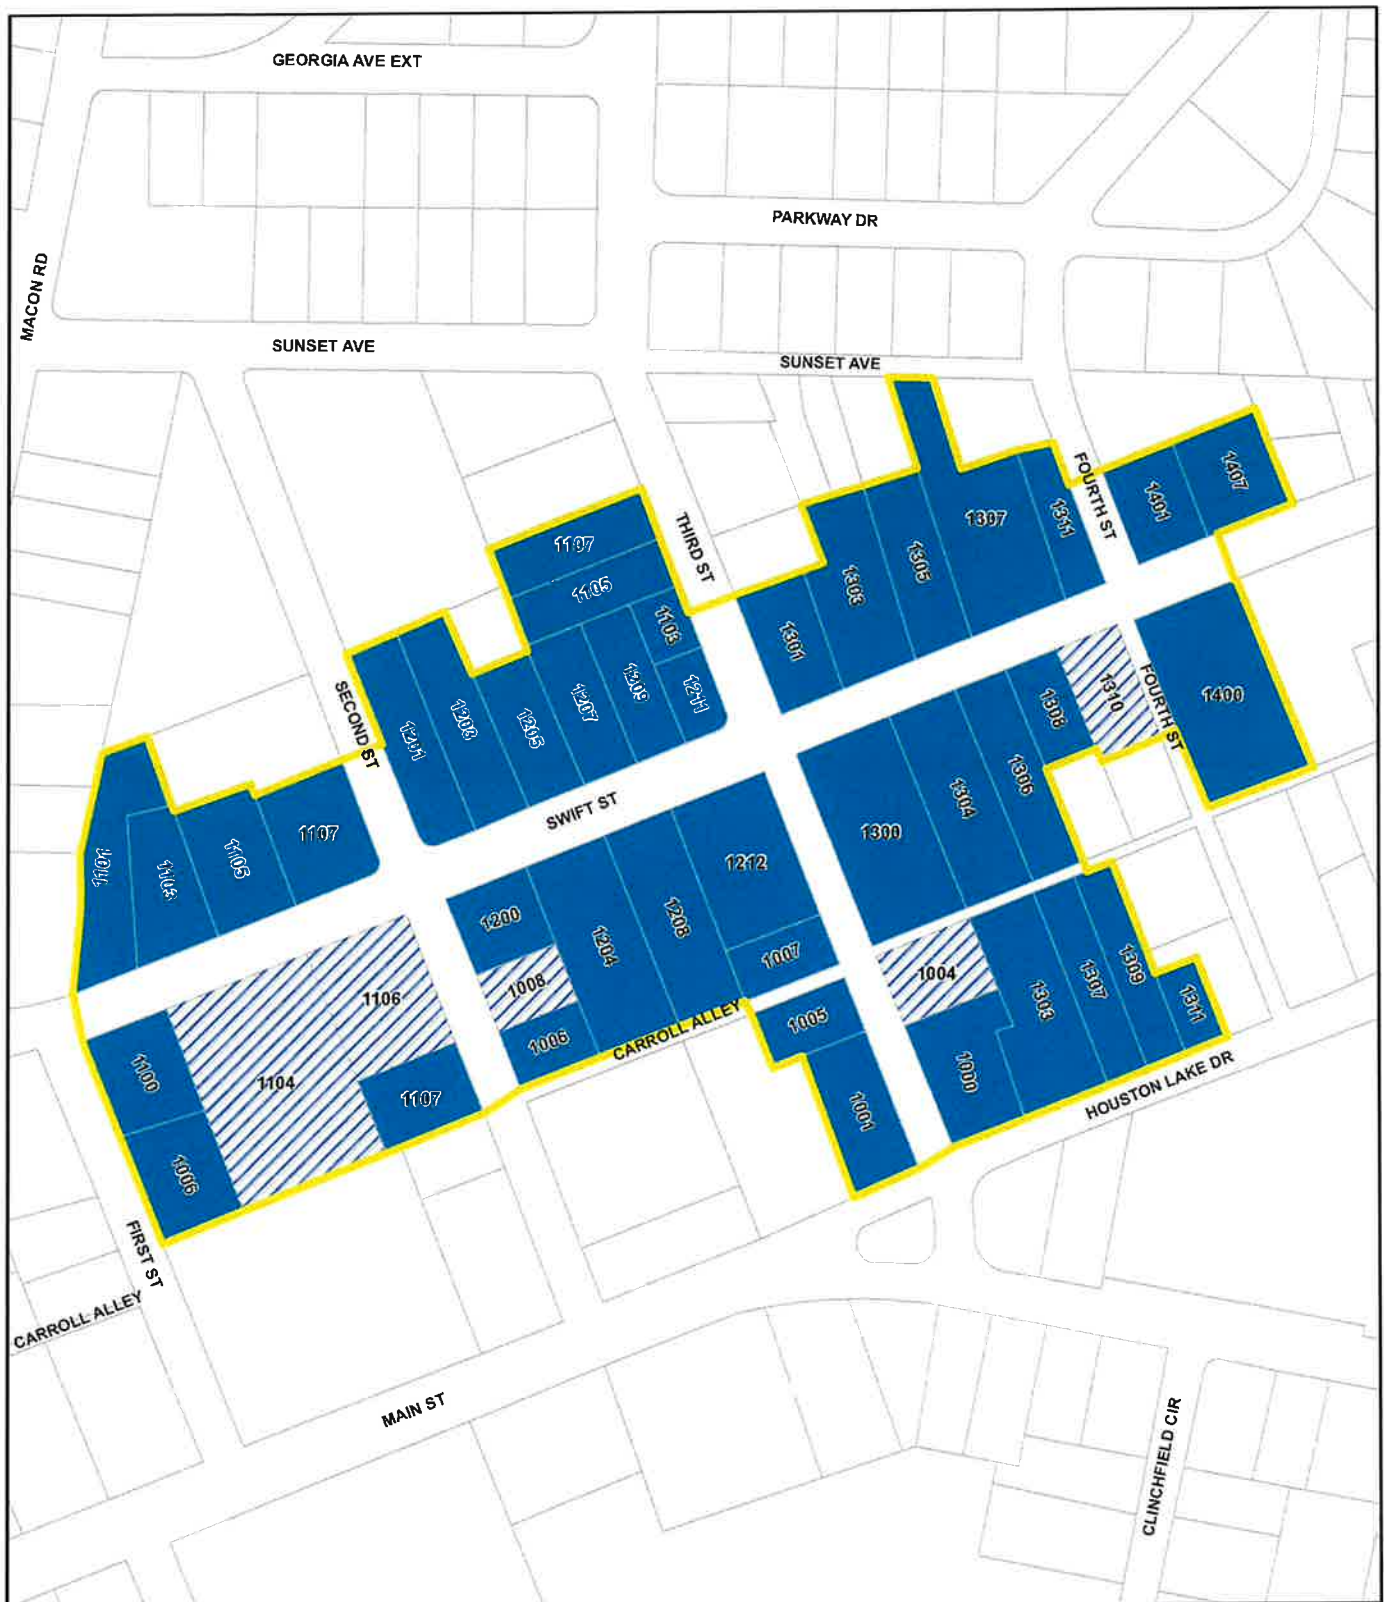 GEORGIA AVE EXT
PARKWAY DR
MACON RD
SUNSET AVE
SUNSET AVE
FOURTH ST
1407
1401
1307
1311
THIRD ST
1107
1105
1305
1303
1103
1301
1209
1211
1207
1205
1203
1201
SECOND ST
1310
FOURTH ST
1400
1308
1306
1304
1300
SWIFT ST
1107
1105
1103
1101
1212
1200
1204
1208
1007
1008
1004
1106
1309
1307
1303
1311
1005
1006
CARROLL ALLEY
1100
1104
1107
1000
1001
HOUSTON LAKE DR
1006
FIRST ST
CARROLL ALLEY
MAIN ST
CLINCHFIELD CIR